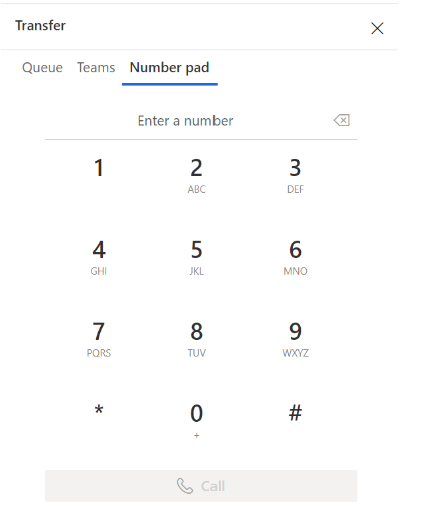 Transfer
Queue Teams Number pad
Enter a number
1 2 3
ABC DEF
4 5 6
GHI JKL MNO
7 8 9
PQRS TUV WXYZ
* 0 #
+
Call